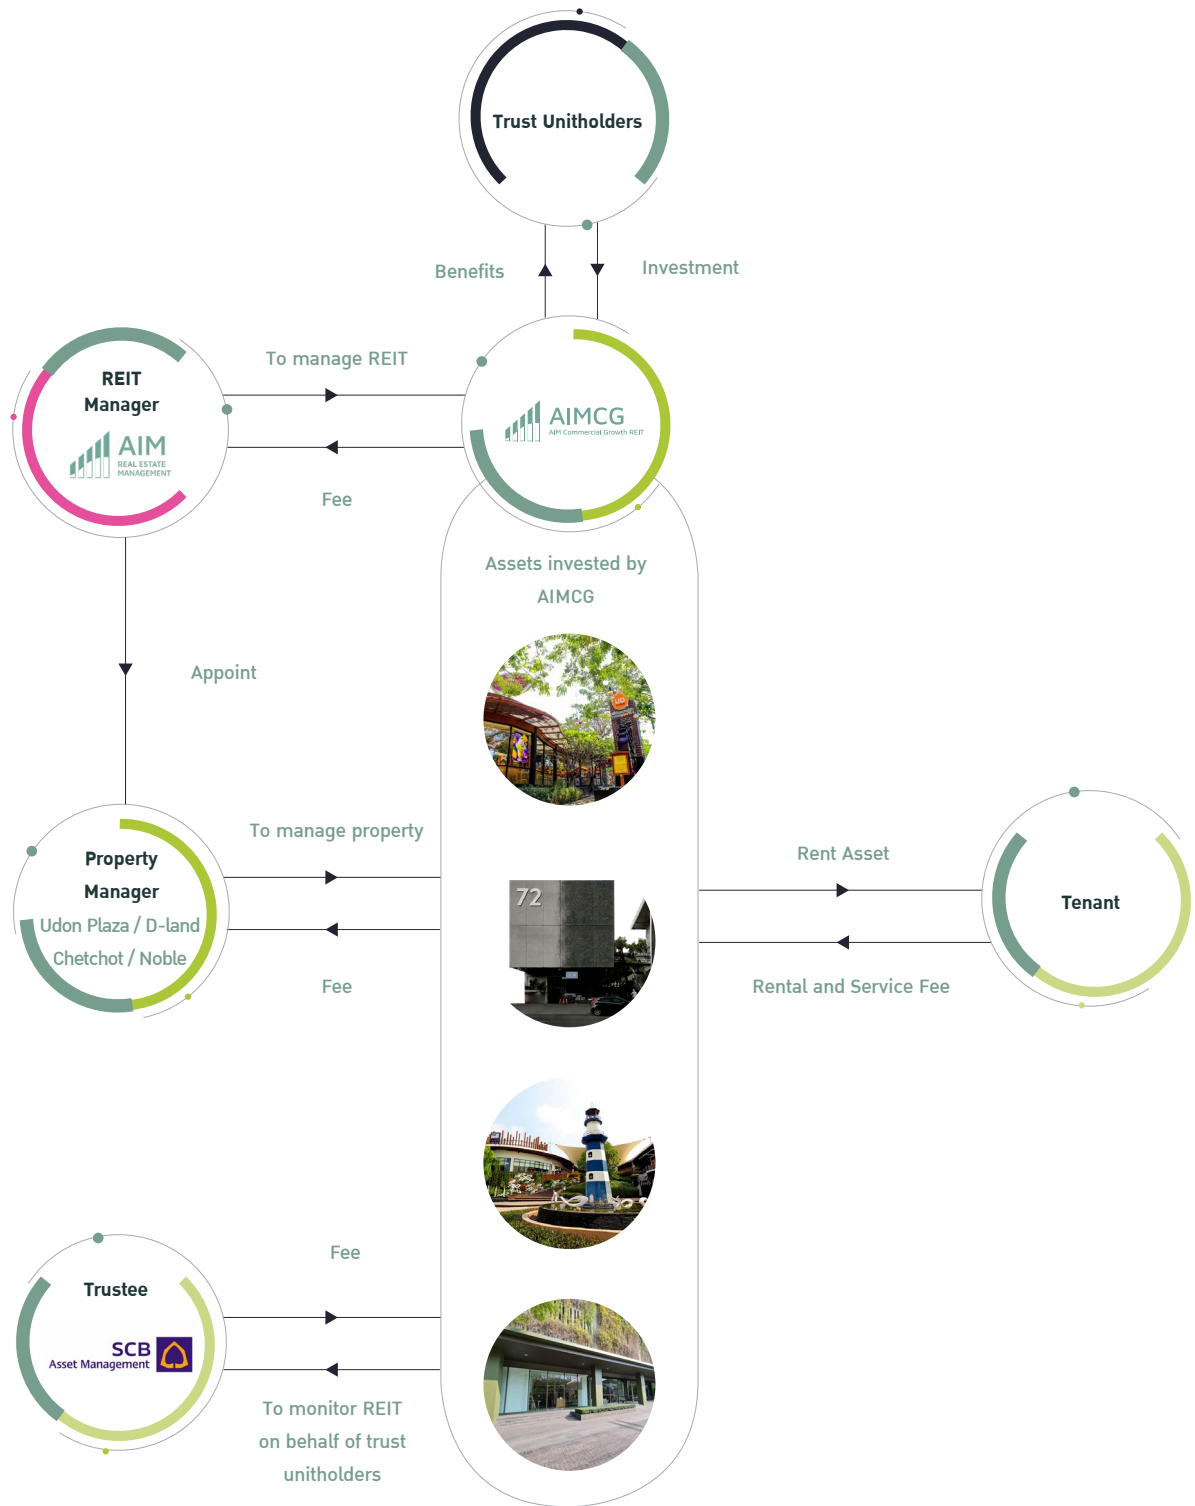 Trust Unitholders
Benefits
Investment
REIT
Manager
AIM
REAL ESTATE
MANAGEMENT
To manage REIT
Fee
AIMCG
AIM Commercial Growth REIT
Assets invested by
AIMCG
UD
Appoint
Property
Manager
Udon Plaza / D-land
Chetchot / Noble
To manage property
Fee
72
Rent Asset
Rental and Service Fee
Tenant
Trustee
SCB
Asset Management
Fee
To monitor REIT
on behalf of trust
unitholders